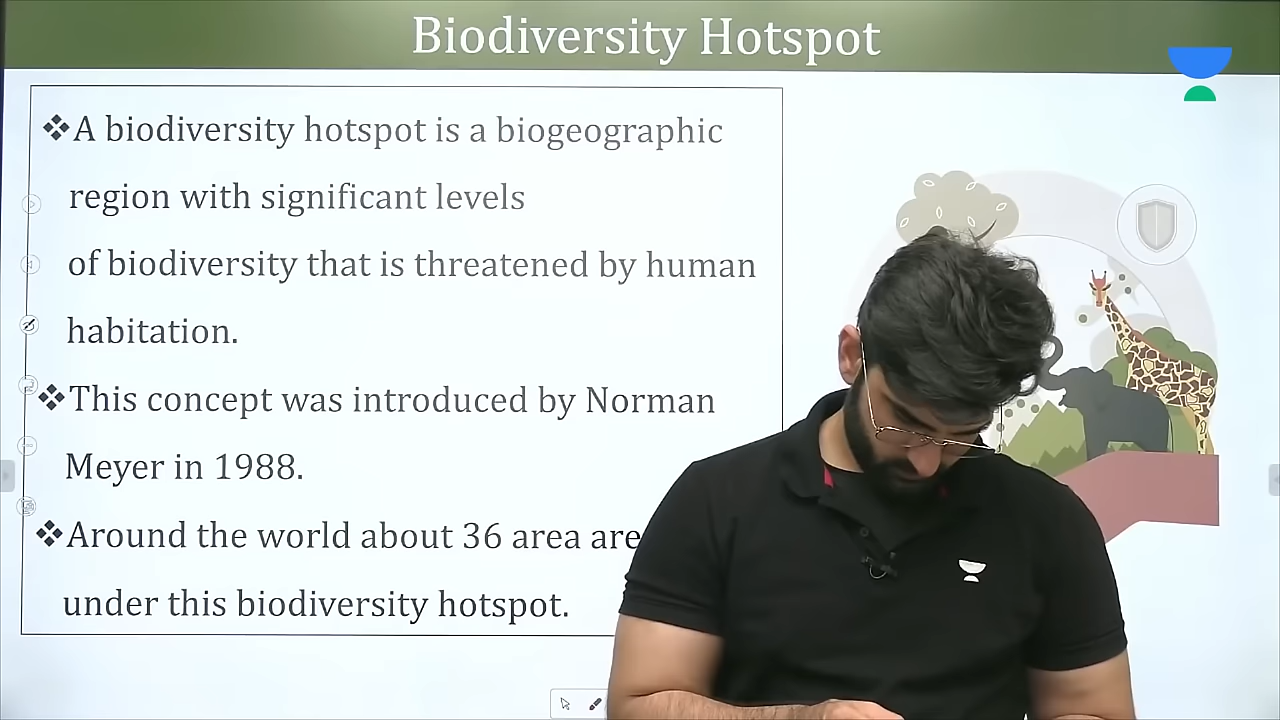 Biodiversity Hotspot
❖A biodiversity hotspot is a biogeographic
region with significant levels
of biodiversity that is threatened by human
habitation.
❖This concept was introduced by Norman
Meyer in 1988.
❖Around the world about 36 area are
under this biodiversity hotspot.